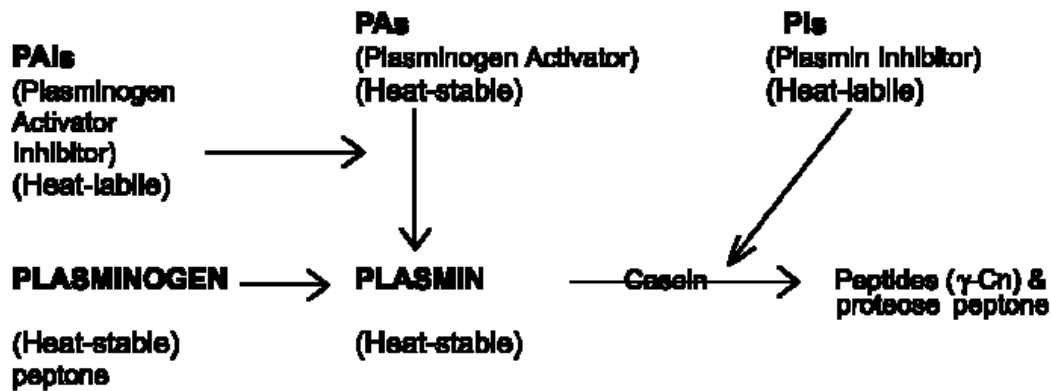 PAIs
(Plasminogen
Activator
Inhibitor)
(Heat-labile)
PAs
(Plasminogen Activator)
(Heat-stable)
PIs
(Plasmin Inhibitor)
(Heat-labile)
PLASMINOGEN
(Heat-stable)
peptone
PLASMIN
(Heat-stable)
Casein
Peptides (γ-Cn) &
proteose peptone